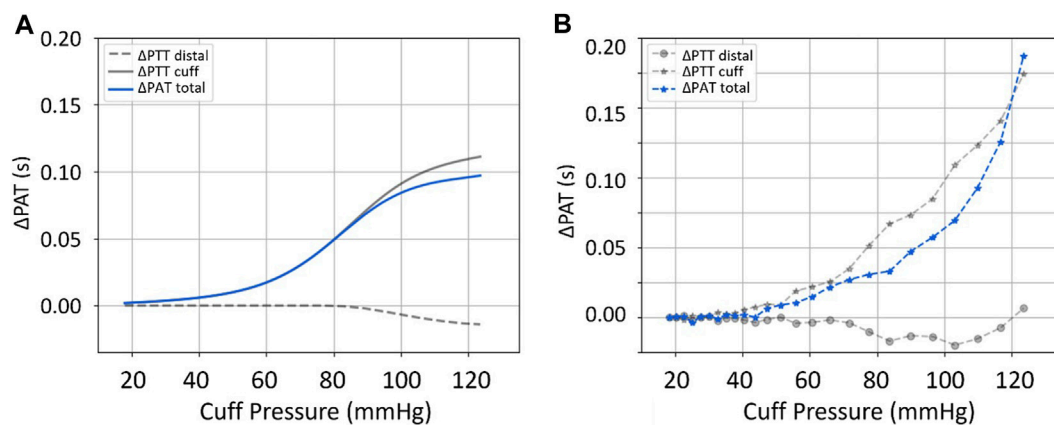 A
0.20
0.15
0.10
0.05
0.00
ΔPAT (s)
ΔPTT distal
ΔPTT cuff
ΔPAT total
20 40 60 80 100 120
Cuff Pressure (mmHg)
B
0.20
0.15
0.10
0.05
0.00
ΔPAT (s)
ΔPTT distal
ΔPTT cuff
ΔPAT total
20 40 60 80 100 120
Cuff Pressure (mmHg)